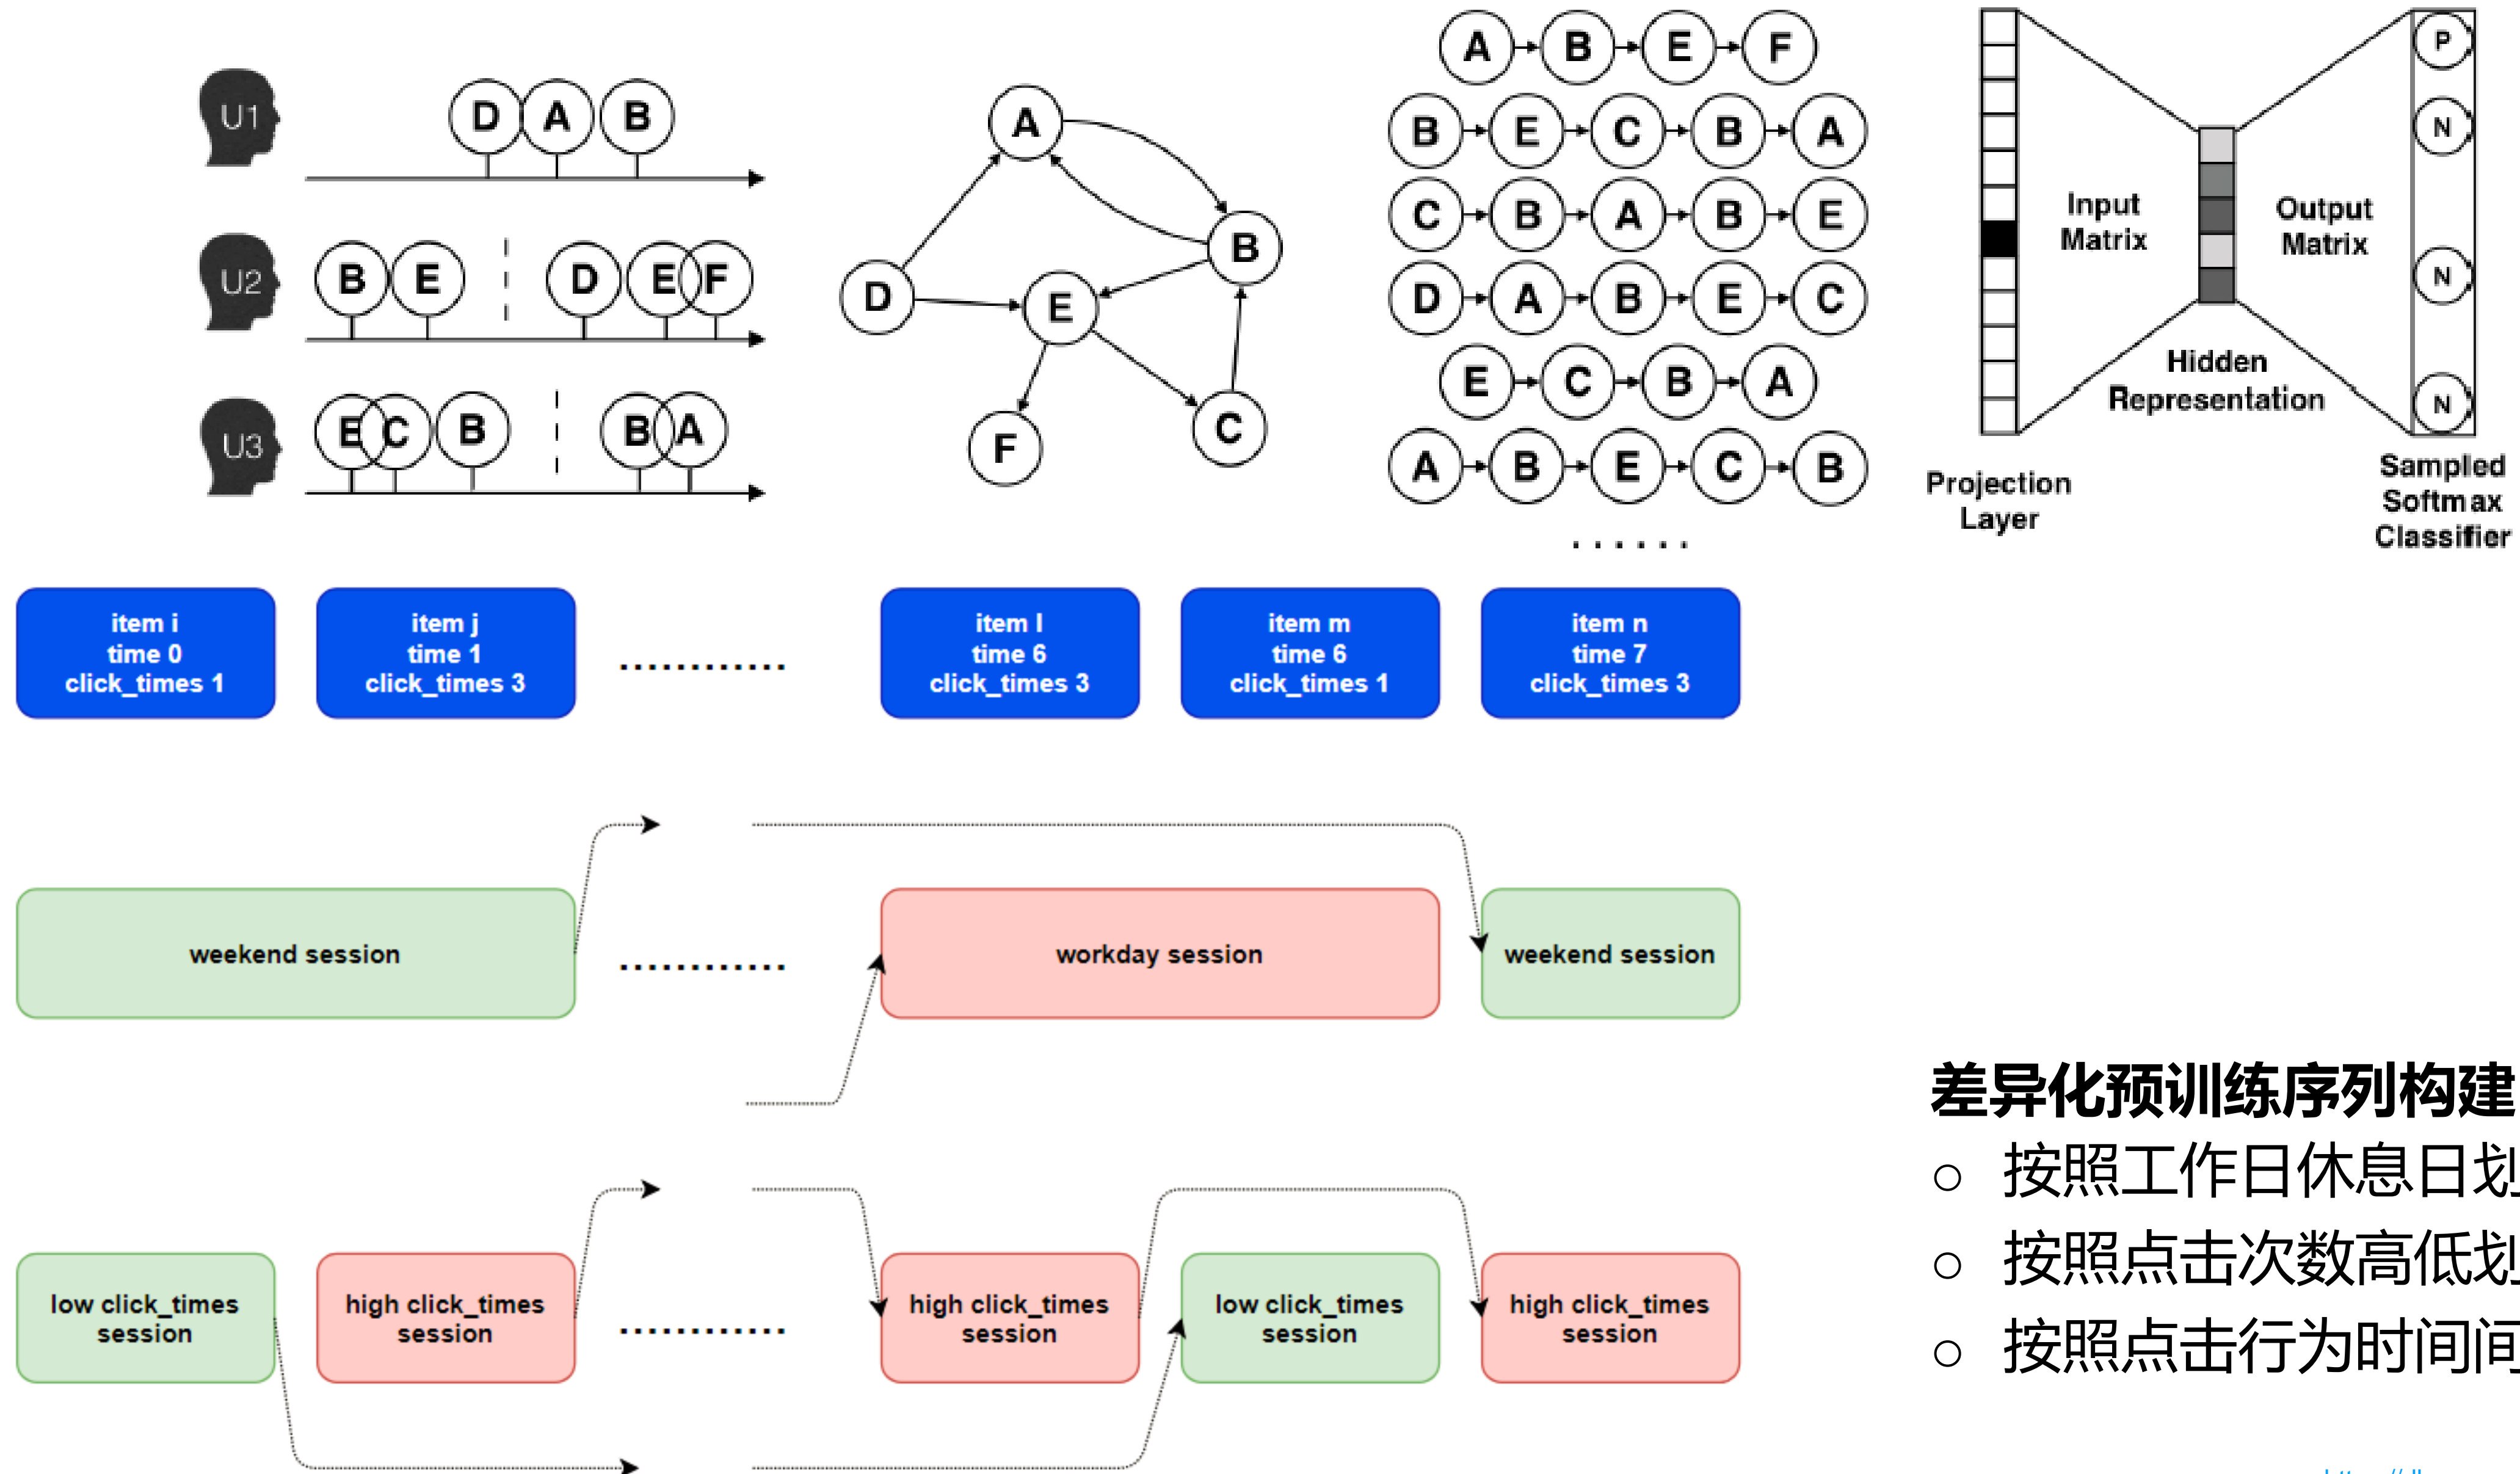 U1
D A B
U2
B E D E F
U3
E C B B A
A
B
D
E
F
C
A B E F
B E C B A
C B A B E
D A B E C
E C B A
A B E C B
......
P
N
N
N
Input
Matrix
Output
Matrix
Hidden
Representation
Projection
Layer
Sampled
Softmax
Classifier
item i
time 0
click_times 1
item j
time 1
click_times 3
............
item l
time 6
click_times 3
item m
time 6
click_times 1
item n
time 7
click_times 3
weekend session
............
workday session
weekend session
low click_times
session
high click_times
session
............
high click_times
session
low click_times
session
high click_times
session
差异化预训练序列构建
○ 按照工作日休息日
○ 按照点击次数高低
○ 按照点击行为时间